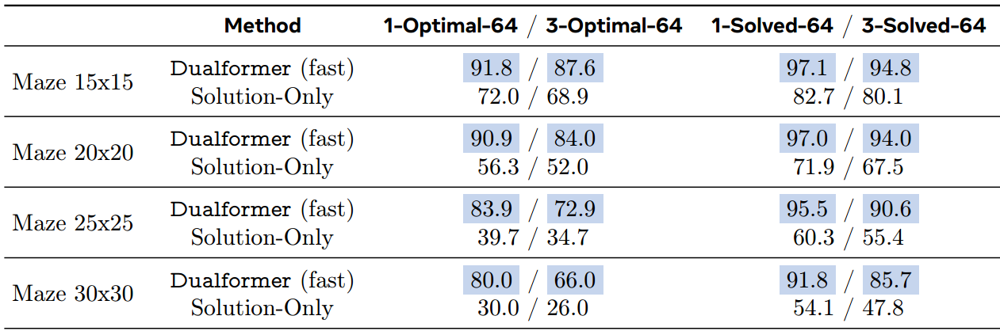 Method 1-Optimal-64 / 3-Optimal-64 1-Solved-64 / 3-Solved-64
Maze 15x15 Dualformer (fast) 91.8 / 87.6 97.1 / 94.8
Solution-Only 72.0 / 68.9 82.7 / 80.1
Maze 20x20 Dualformer (fast) 90.9 / 84.0 97.0 / 94.0
Solution-Only 56.3 / 52.0 71.9 / 67.5
Maze 25x25 Dualformer (fast) 83.9 / 72.9 95.5 / 90.6
Solution-Only 39.7 / 34.7 60.3 / 55.4
Maze 30x30 Dualformer (fast) 80.0 / 66.0 91.8 / 85.7
Solution-Only 30.0 / 26.0 54.1 / 47.8